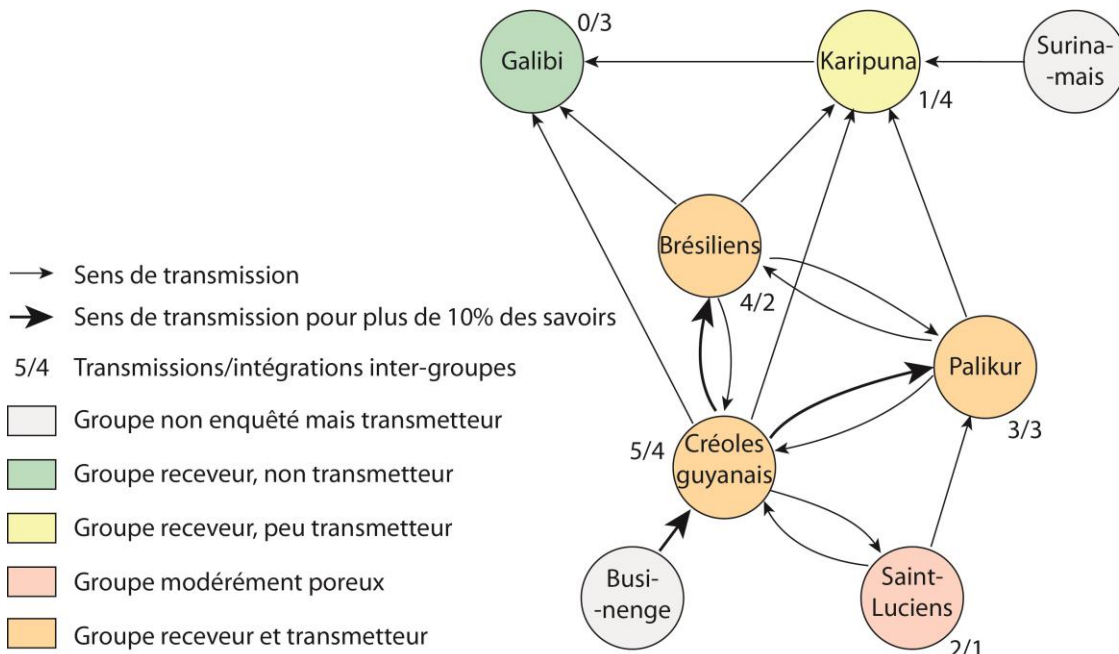 0/3
Galibi
Karipuna
1/4
Surina-
-mais
Brésiliens
4/2
Palikur
3/3
5/4
Créoles
guyanais
Busi-
-nenge
Saint-
Luciens
2/1
Sens de transmission
Sens de transmission pour plus de 10% des savoirs
5/4 Transmissions/intégrations inter-groupes
Groupe non enquêté mais transmetteur
Groupe receveur, non transmetteur
Groupe receveur, peu transmetteur
Groupe modérément poreux
Groupe receveur et transmetteur